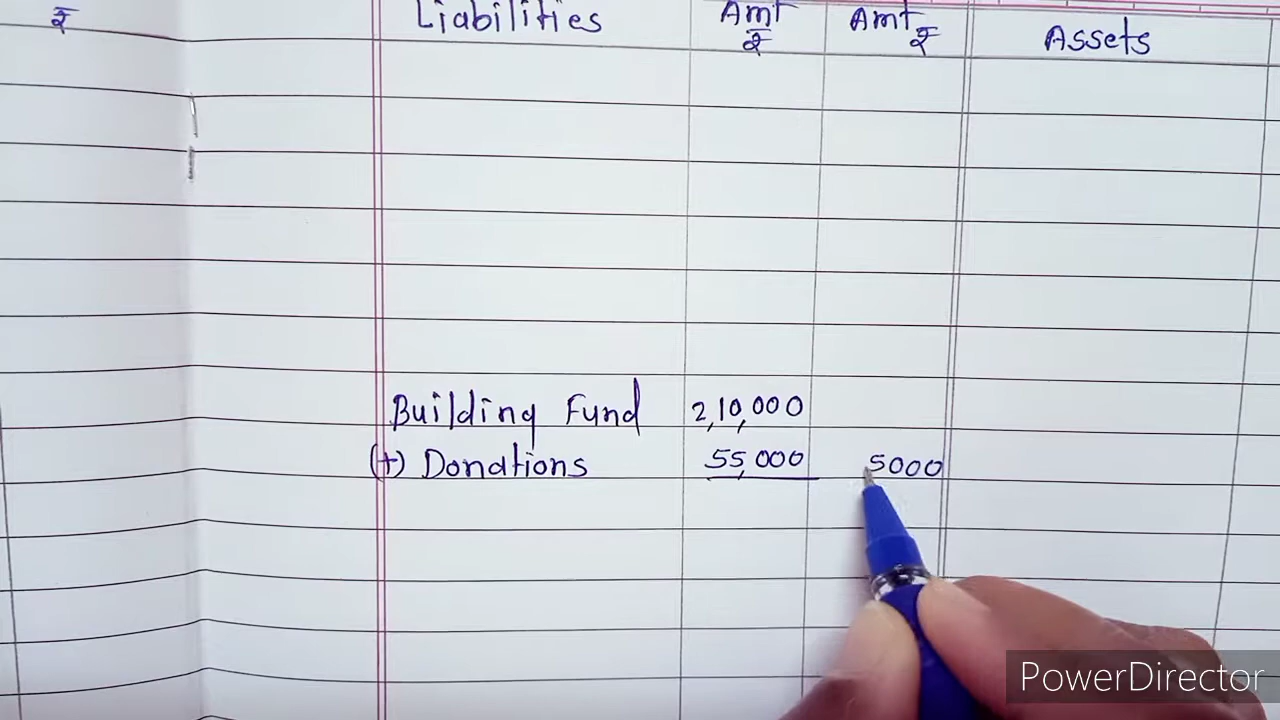 ₹ Liabilities Amt ₹ Amt ₹ Assets
Building Fund 2,10,000
(+) Donations 55,000 5000
PowerDirector